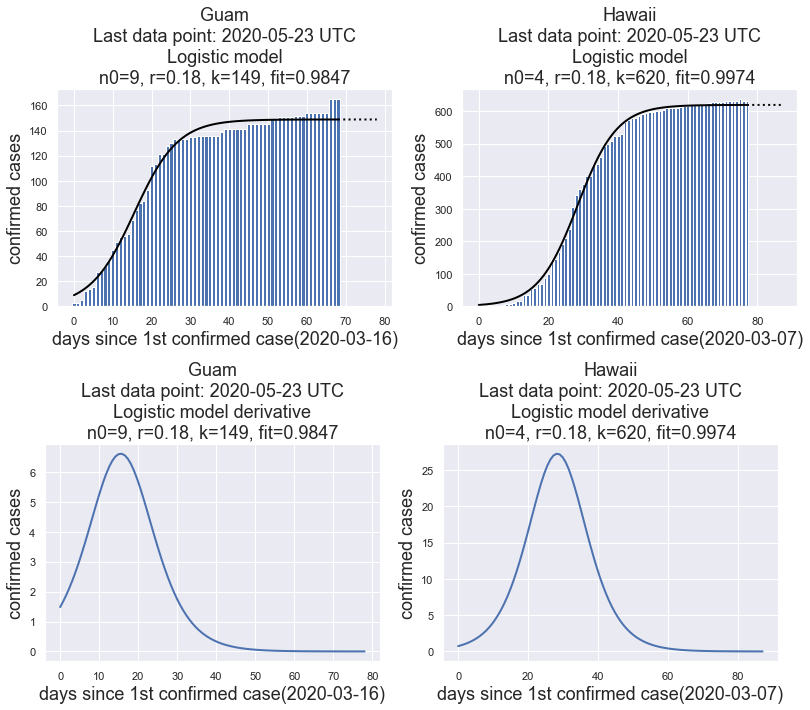 Guam
Last data point: 2020-05-23 UTC
Logistic model
n0=9, r=0.18, k=149, fit=0.9847
confirmed cases
160
140
120
100
80
60
40
20
0
0 10 20 30 40 50 60 70 80
days since 1st confirmed case(2020-03-16)
Hawaii
Last data point: 2020-05-23 UTC
Logistic model
n0=4, r=0.18, k=620, fit=0.9974
confirmed cases
600
500
400
300
200
100
0
0 20 40 60 80
days since 1st confirmed case(2020-03-07)
Guam
Last data point: 2020-05-23 UTC
Logistic model derivative
n0=9, r=0.18, k=149, fit=0.9847
confirmed cases
6
5
4
3
2
1
0
0 10 20 30 40 50 60 70 80
days since 1st confirmed case(2020-03-16)
Hawaii
Last data point: 2020-05-23 UTC
Logistic model derivative
n0=4, r=0.18, k=620, fit=0.9974
confirmed cases
25
20
15
10
5
0
0 20 40 60 80
days since 1st confirmed case(2020-03-07)